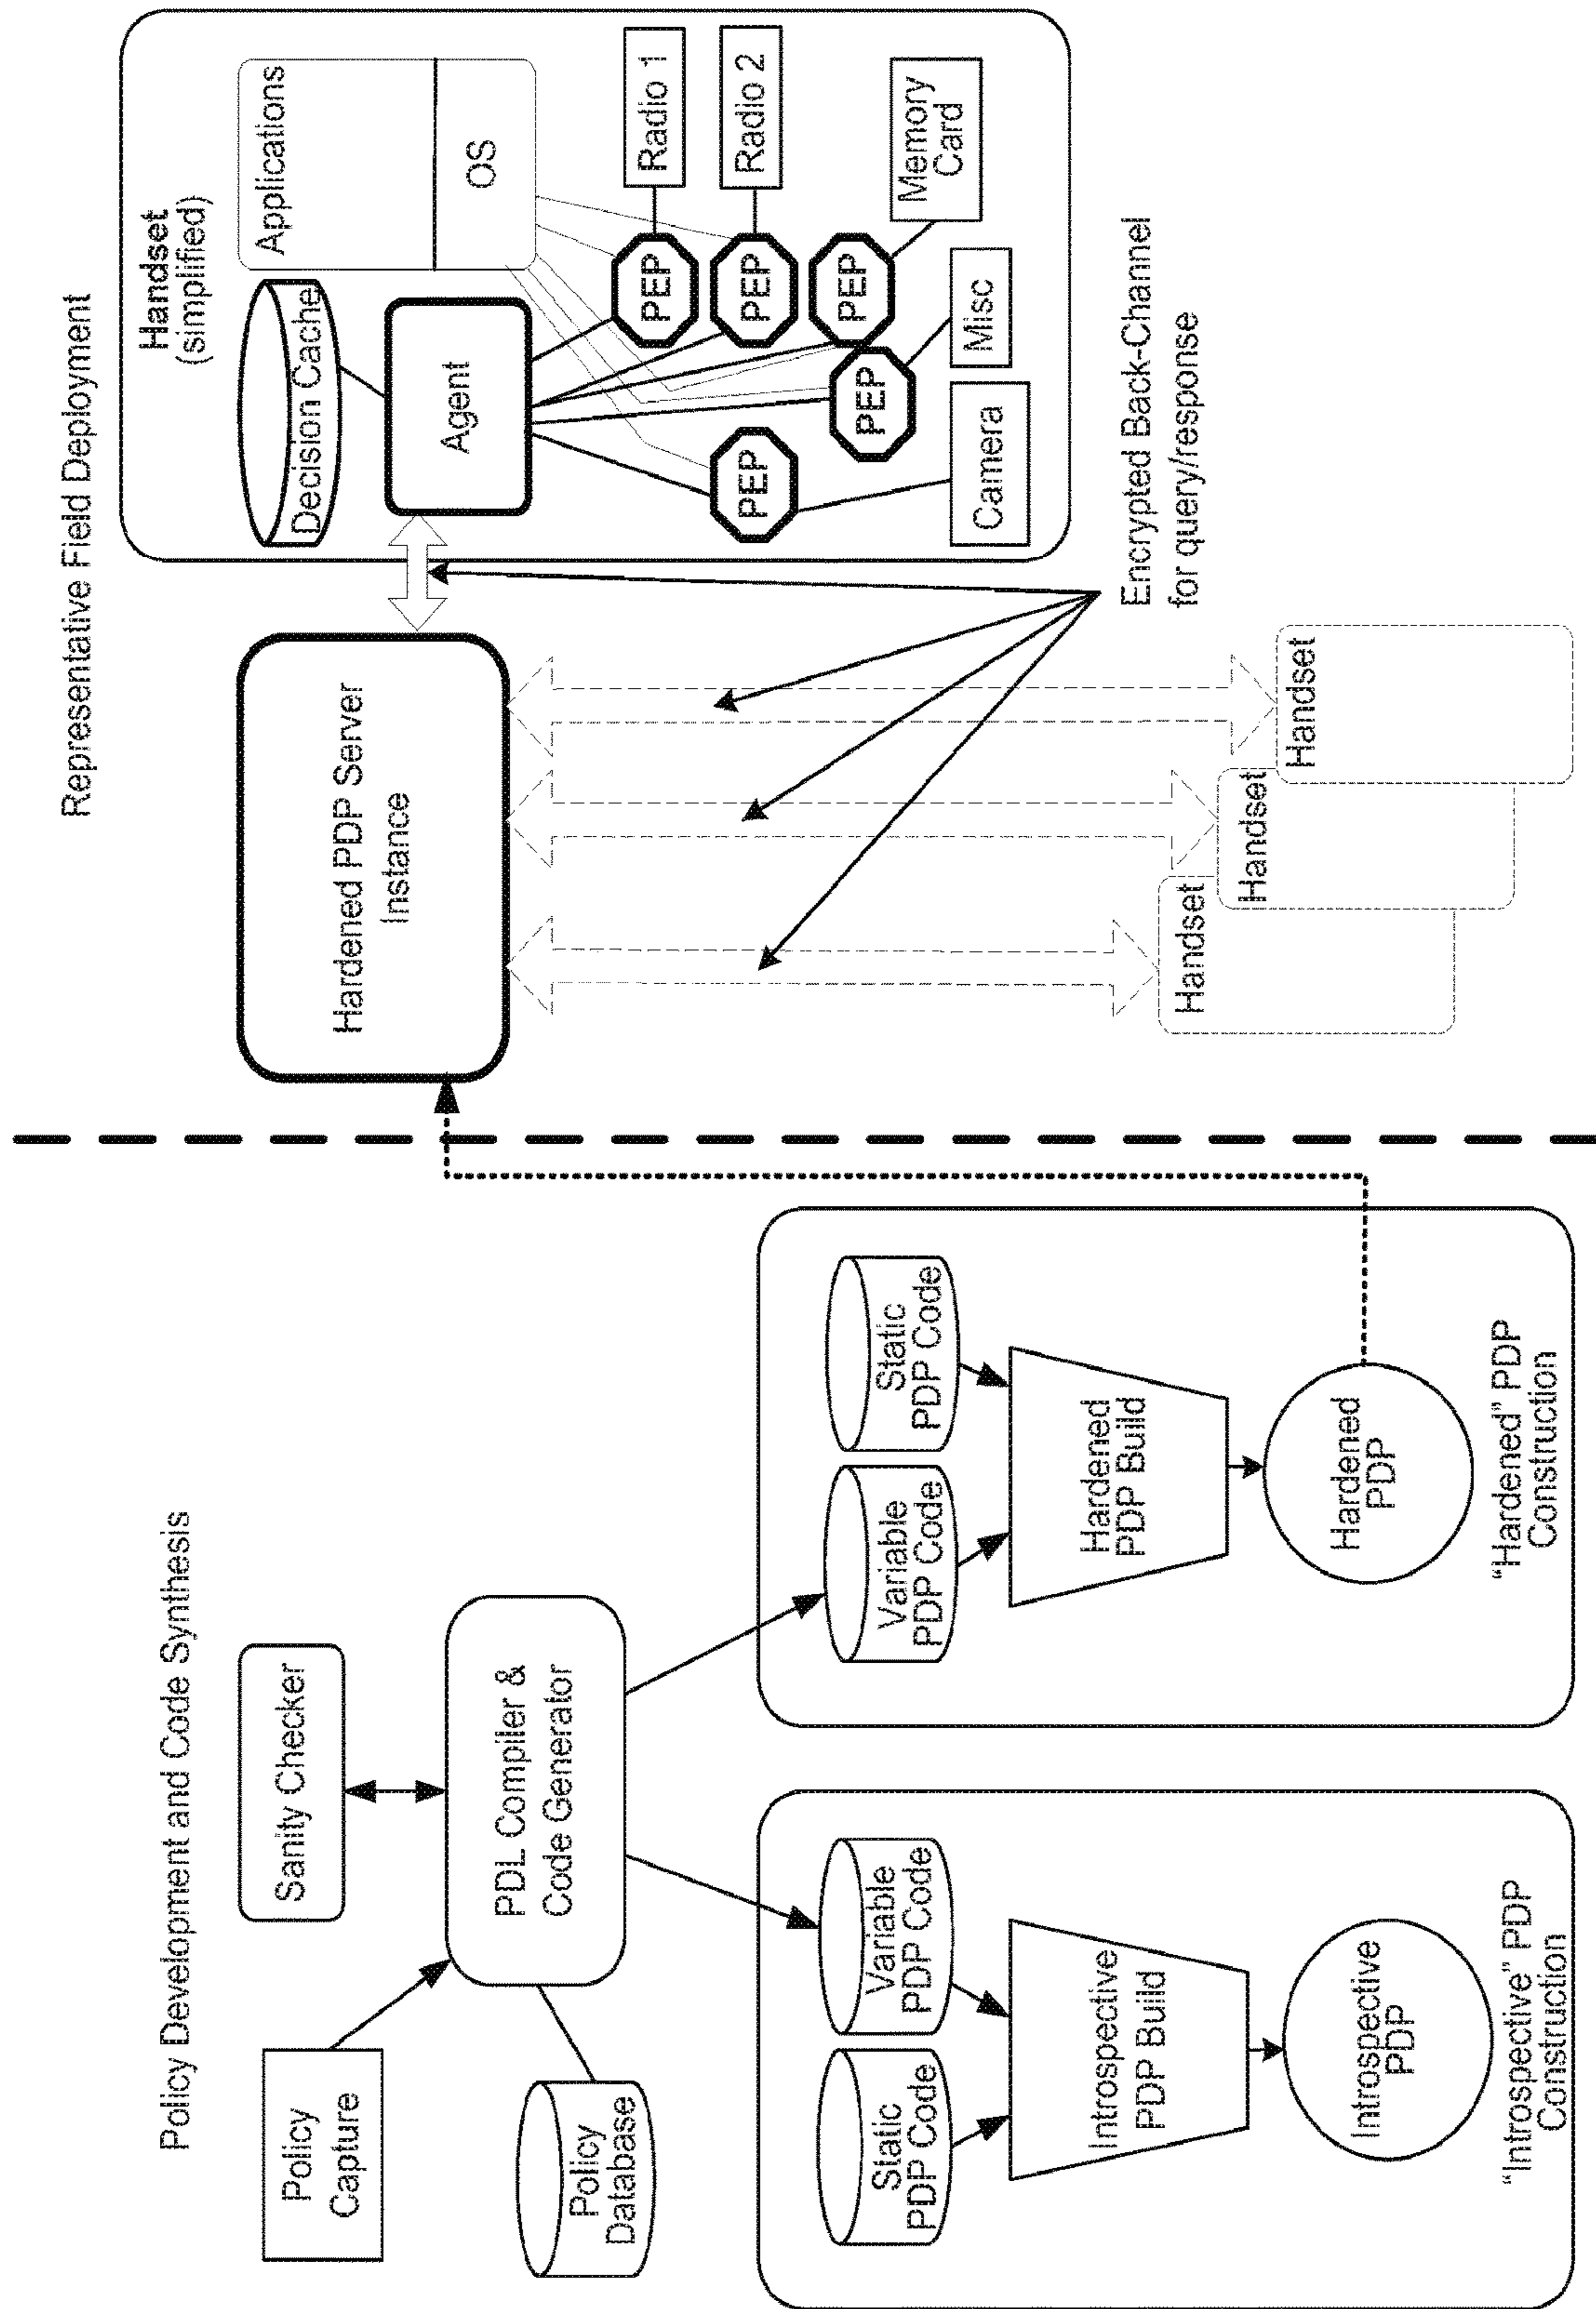 Policy Development and Code Synthesis
Policy
Capture
Sanity Checker
PDL Compiler &
Code Generator
Policy
Database
Static
PDP Code
Variable
PDP Code
Introspective
PDP Build
Introspective
PDP
“Introspective” PDP
Construction
Variable
PDP Code
Static
PDP Code
Hardened
PDP Build
Hardened
PDP
“Hardened” PDP
Construction
Representative Field Deployment
Hardened PDP Server
Instance
Handset
(simplified)
Decision Cache
Applications
OS
Agent
PEP
PEP
PEP
PEP
PEP
Radio 1
Radio 2
Memory
Card
Misc
Camera
Encrypted Back-Channel
for query/response
Handset
Handset
Handset